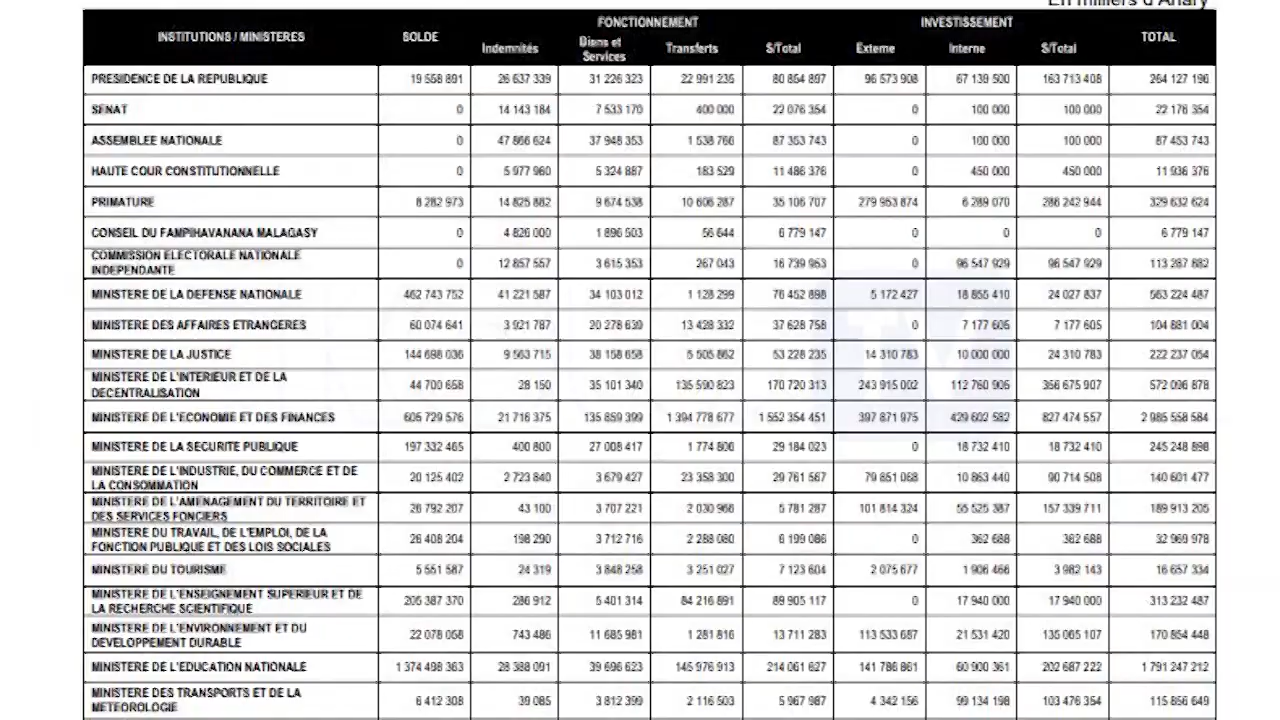 En milliers d'Ariary
INSTITUTIONS / MINISTERES SOLDE FONCTIONNEMENT INVESTISSEMENT TOTAL
Indemnités Biens et Services Transferts S/Total Externe Interne S/Total
PRESIDENCE DE LA REPUBLIQUE 19 558 891 26 637 339 31 226 323 22 991 235 80 854 897 96 573 908 67 139 500 163 713 408 264 127 196
SENAT 0 14 143 184 7 533 170 400 000 22 076 354 0 100 000 100 000 22 176 354
ASSEMBLEE NATIONALE 0 47 866 624 37 948 353 1 538 766 87 353 743 0 100 000 100 000 87 453 743
HAUTE COUR CONSTITUTIONNELLE 0 5 977 960 5 324 887 183 529 11 486 376 0 450 000 450 000 11 936 376
PRIMATURE 8 282 973 14 825 882 9 674 538 10 606 287 35 106 707 279 953 874 6 289 070 286 242 944 329 632 624
CONSEIL DU FAMPIHAVANANA MALAGASY 0 4 826 000 1 896 503 56 644 6 779 147 0 0 0 6 779 147
COMMISSION ELECTORALE NATIONALE
INDEPENDANTE 0 12 857 557 3 615 353 267 043 16 739 953 0 96 547 929 96 547 929 113 287 882
MINISTERE DE LA DEFENSE NATIONALE 462 743 752 41 221 587 34 103 012 1 128 299 76 452 898 5 172 427 18 855 410 24 027 837 563 224 487
MINISTERE DES AFFAIRES ETRANGERES 60 074 641 3 921 787 20 278 639 13 428 332 37 628 758 0 7 177 605 7 177 605 104 881 004
MINISTERE DE LA JUSTICE 144 698 036 9 563 715 38 158 658 5 505 862 53 228 235 14 310 783 10 000 000 24 310 783 222 237 054
MINISTERE DE L'INTERIEUR ET DE LA
DECENTRALISATION 44 700 658 28 150 35 101 340 135 590 823 170 720 313 243 915 002 112 760 905 356 675 907 572 096 878
MINISTERE DE L'ECONOMIE ET DES FINANCES 605 729 576 21 716 375 135 859 399 1 394 778 677 1 552 354 451 397 871 975 429 602 582 827 474 557 2 985 558 584
MINISTERE DE LA SECURITE PUBLIQUE 197 332 465 400 800 27 008 417 1 774 806 29 184 023 0 18 732 410 18 732 410 245 248 898
MINISTERE DE L'INDUSTRIE, DU COMMERCE ET DE
LA CONSOMMATION 20 125 402 2 723 840 3 679 427 23 358 300 29 761 567 79 851 068 10 863 440 90 714 508 140 601 477
MINISTERE DE L'AMENAGEMENT DU TERRITOIRE ET
DES SERVICES FONCIERS 26 792 207 43 100 3 707 221 2 030 966 5 781 287 101 814 324 55 525 387 157 339 711 189 913 205
MINISTERE DU TRAVAIL, DE L'EMPLOI, DE LA
FONCTION PUBLIQUE ET DES LOIS SOCIALES 26 408 204 198 290 3 712 716 2 288 080 6 199 086 0 362 688 362 688 32 969 978
MINISTERE DU TOURISME 5 551 587 24 319 3 848 258 3 251 027 7 123 604 2 075 677 1 906 466 3 982 143 16 657 334
MINISTERE DE L'ENSEIGNEMENT SUPERIEUR ET DE
LA RECHERCHE SCIENTIFIQUE 205 387 370 286 912 5 401 314 84 216 891 89 905 117 0 17 940 000 17 940 000 313 232 487
MINISTERE DE L'ENVIRONNEMENT ET DU
DEVELOPPEMENT DURABLE 22 078 058 743 486 11 685 981 1 281 816 13 711 283 113 533 687 21 531 420 135 065 107 170 854 448
MINISTERE DE L'EDUCATION NATIONALE 1 374 498 363 28 388 091 39 696 623 145 976 913 214 061 627 141 786 861 60 900 361 202 687 222 1 791 247 212
MINISTERE DES TRANSPORTS ET DE LA
METEOROLOGIE 6 412 308 39 085 3 812 399 2 116 503 5 967 987 4 342 156 99 134 198 103 476 354 115 856 649